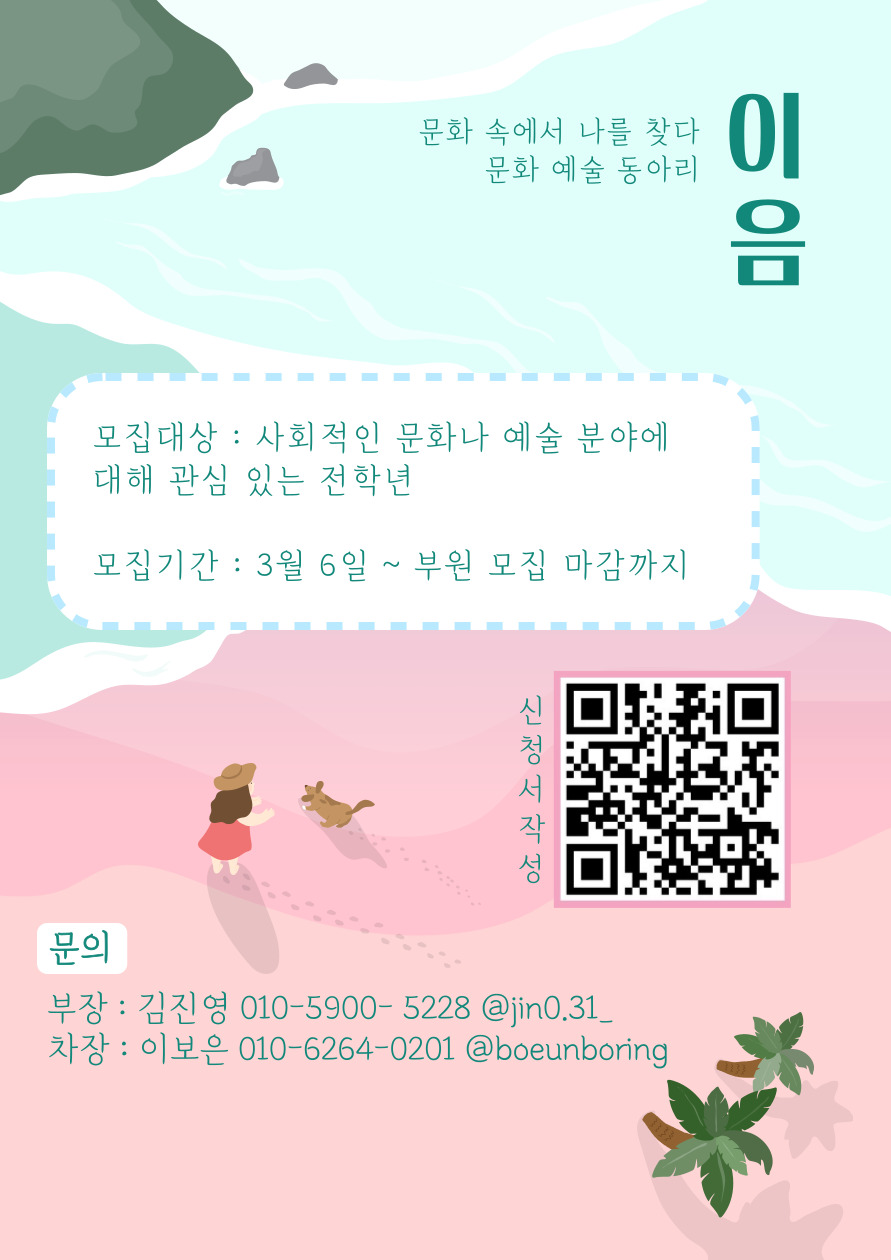 문화 속에서 나를 찾다
문화 예술 동아리
이음
모집대상 : 사회적인 문화나 예술 분야에
대해 관심 있는 전학년
모집기간 : 3월 6일 ~ 부원 모집 마감까지
신청서작성
문의
부장 : 김진영 010-5900- 5228 @jin0.31_
차장 : 이보은 010-6264-0201 @boeunboring